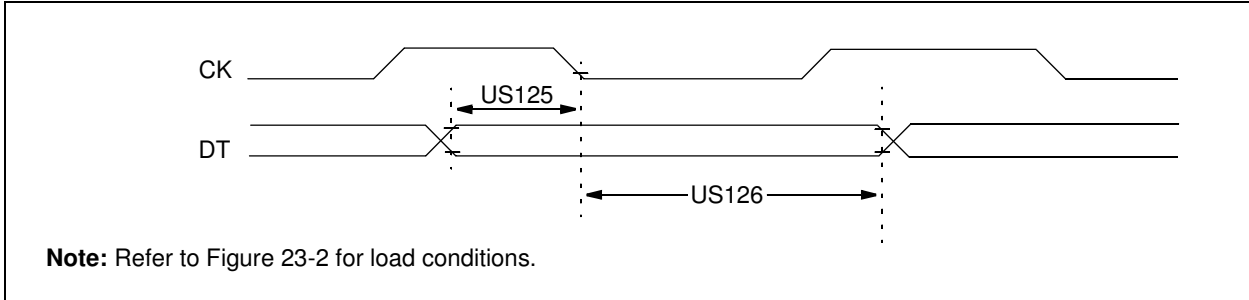 CK
US125
DT
US126
Note: Refer to Figure 23-2 for load conditions.